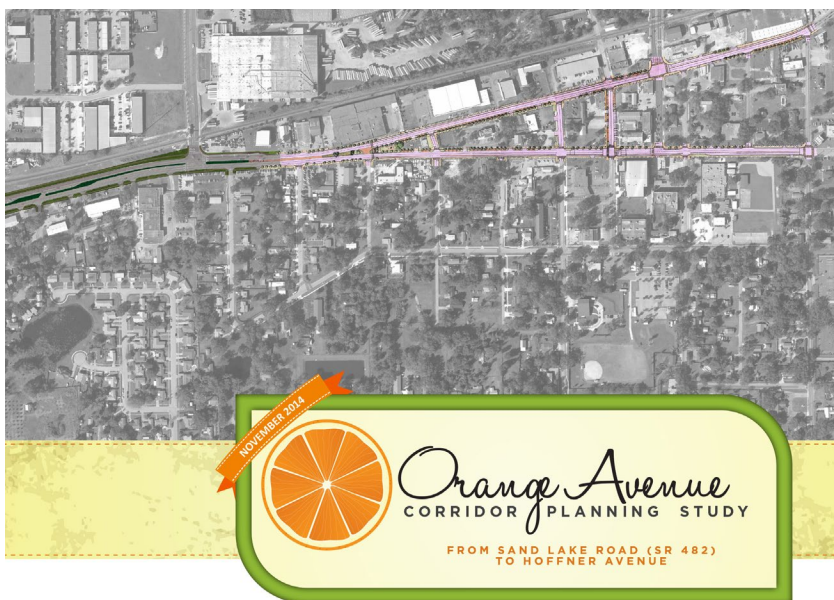 NOVEMBER 2014
Orange Avenue
CORRIDOR PLANNING STUDY
FROM SAND LAKE ROAD (SR 482)
TO HOFFNER AVENUE